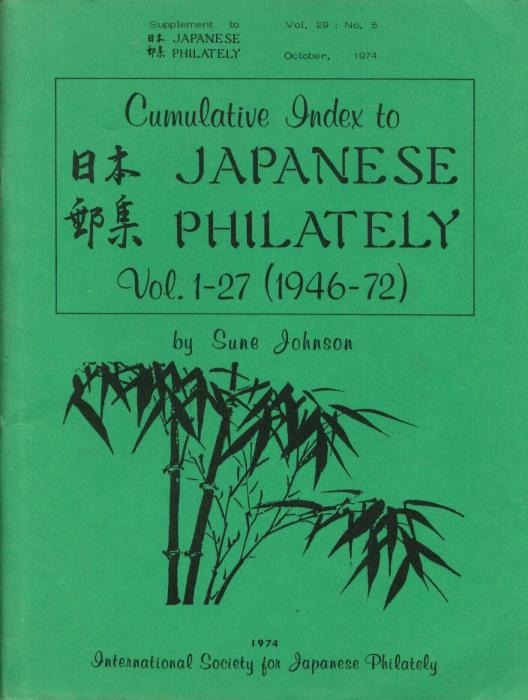 Supplement to Vol. 29 : No. 5
日本 JAPANESE
郵集 PHILATELY October, 1974
Cumulative Index to
日本 JAPANESE
郵集 PHILATELY
Vol. 1-27 (1946-72)
by Sune Johnson
1974
International Society for Japanese Philately